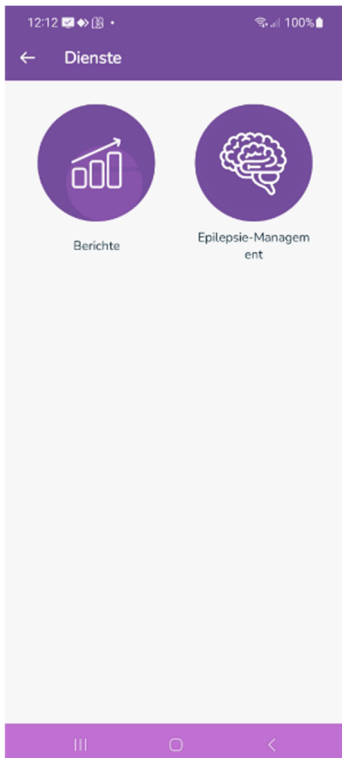 12:12 100%
Dienste
Berichte
Epilepsie-Managem
ent